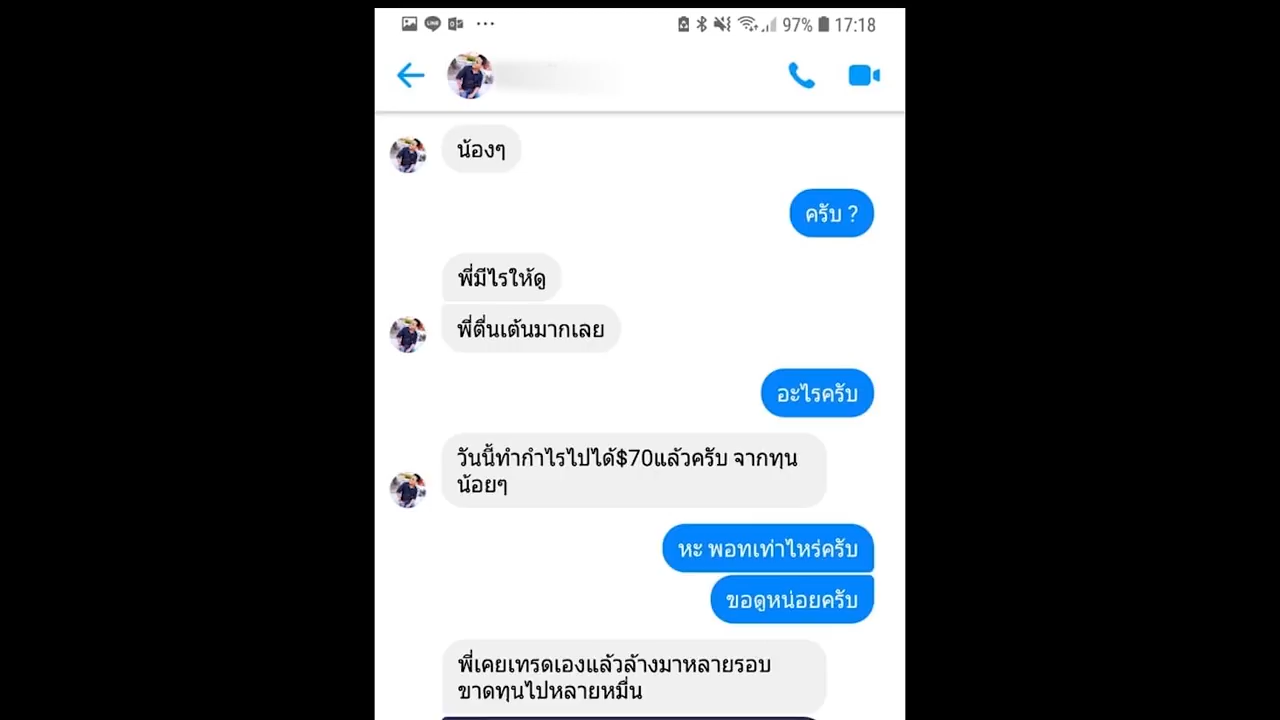 97% 17:18
น้องๆ
ครับ ?
พี่มีไรให้ดู
พี่ตื่นเต้นมากเลย
อะไรครับ
วันนี้ทำกำไรไปได้$70แล้วครับ จากทุน
น้อยๆ
หะ พอทเท่าไหร่ครับ
ขอดูหน่อยครับ
พี่เคยเทรดเองแล้วล้างมาหลายรอบ
ขาดทุนไปหลายหมื่น